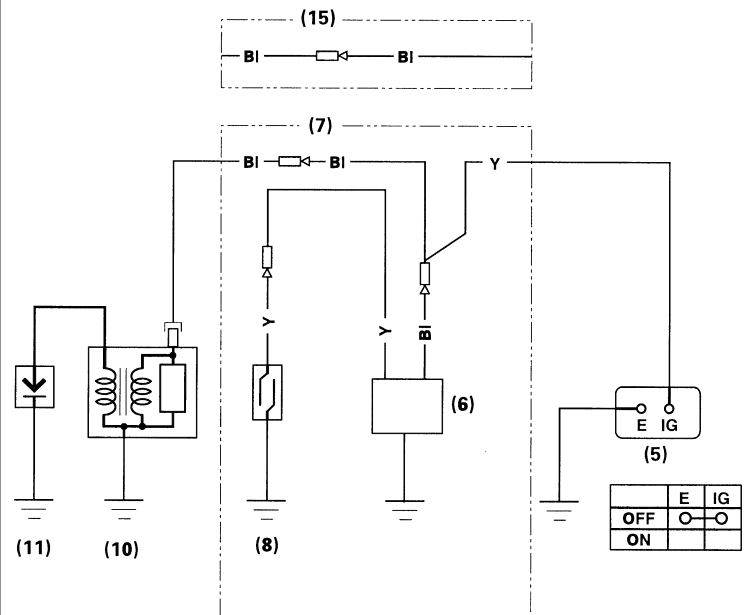 (15)
Bl Bl
(7)
Bl Bl Y
Y Y Bl
(6)
E IG
(5)
E IG
OFF
ON
(11) (10) (8)